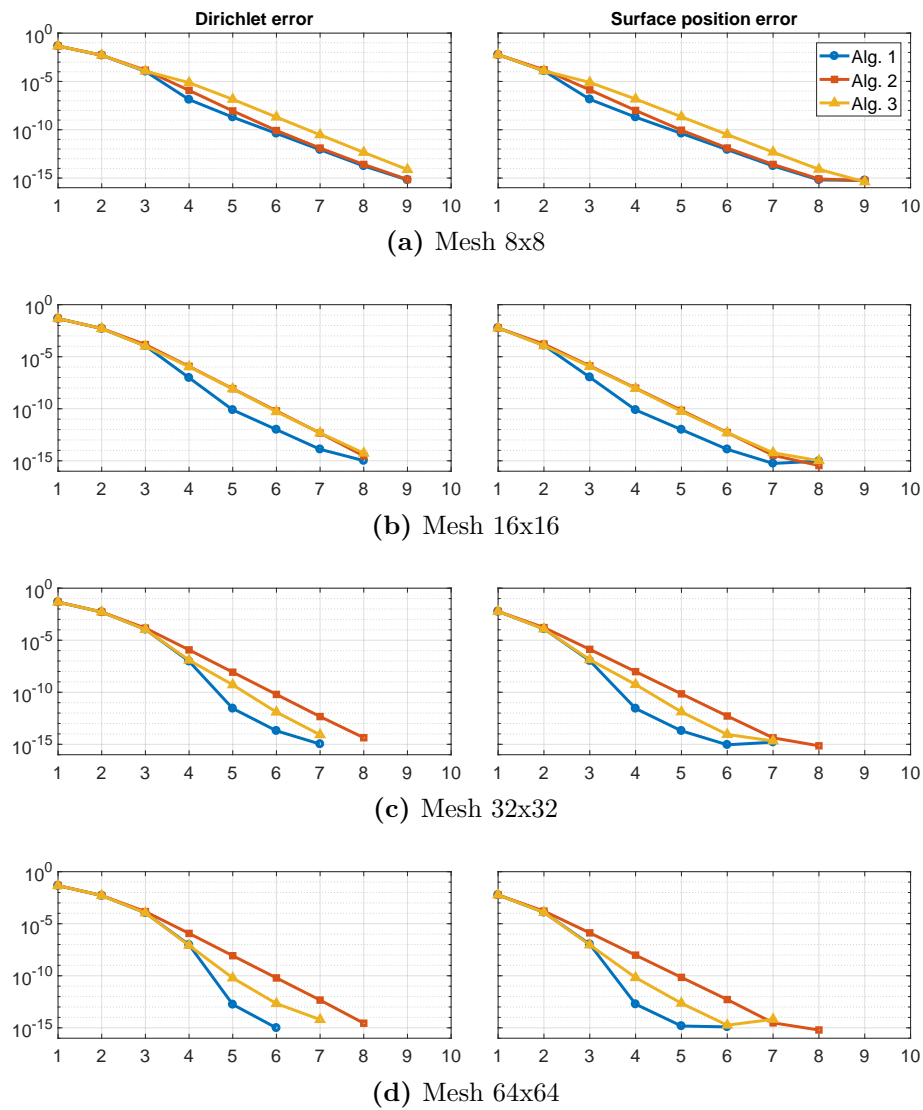 Dirichlet error
Surface position error
10^0
10^-5
10^-10
10^-15
1 2 3 4 5 6 7 8 9 10
1 2 3 4 5 6 7 8 9 10
Alg. 1
Alg. 2
Alg. 3
(a) Mesh 8x8
10^0
10^-5
10^-10
10^-15
1 2 3 4 5 6 7 8 9 10
1 2 3 4 5 6 7 8 9 10
(b) Mesh 16x16
10^0
10^-5
10^-10
10^-15
1 2 3 4 5 6 7 8 9 10
1 2 3 4 5 6 7 8 9 10
(c) Mesh 32x32
10^0
10^-5
10^-10
10^-15
1 2 3 4 5 6 7 8 9 10
1 2 3 4 5 6 7 8 9 10
(d) Mesh 64x64